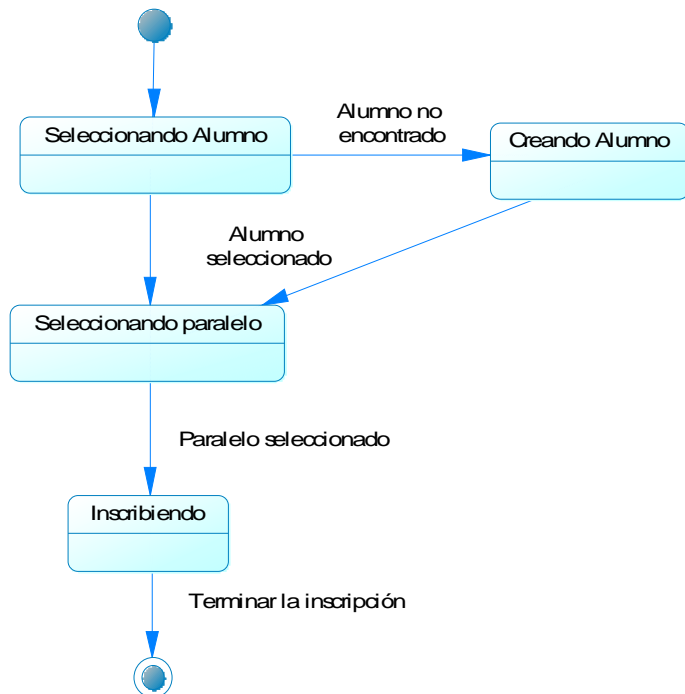 Seleccionando Alumno
Alumno no
encontrado
Creando Alumno
Alumno
seleccionado
Seleccionando paralelo
Paralelo seleccionado
Inscribiendo
Terminar la inscripción